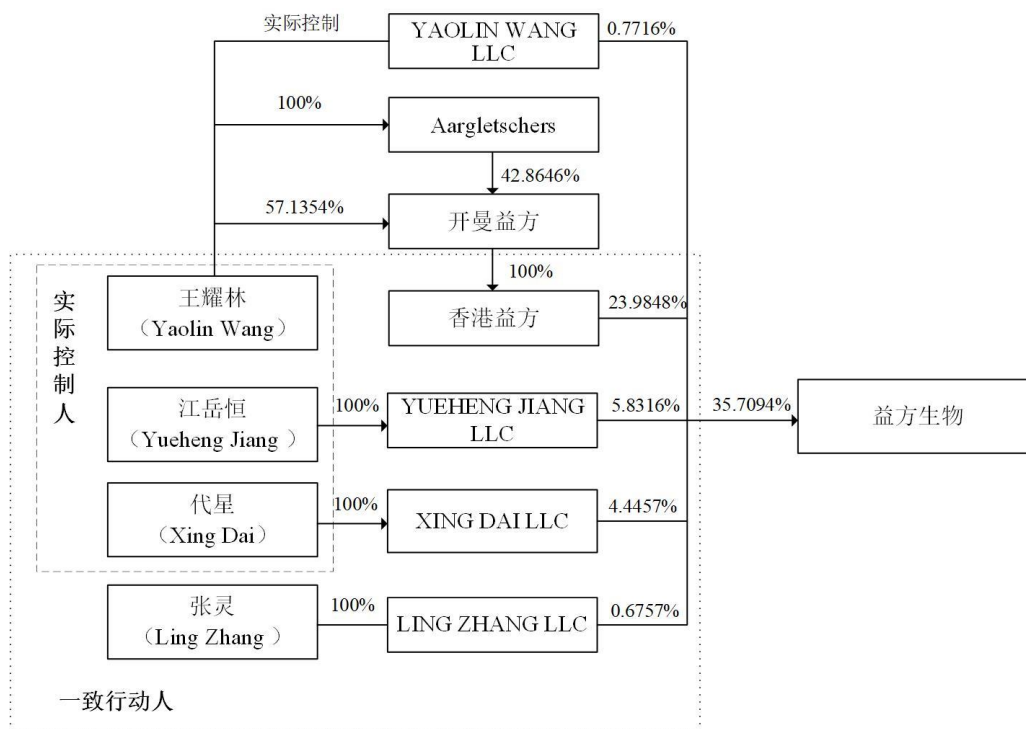 实际控制
YAOLIN WANG
LLC
0.7716%
100%
Aargletschers
42.8646%
57.1354%
开曼益方
100%
实际控制人
王耀林
（Yaolin Wang）
香港益方
23.9848%
江岳恒
（Yueheng Jiang ）
100%
YUEHENG JIANG
LLC
5.8316%
35.7094%
益方生物
代星
（Xing Dai）
100%
XING DAI LLC
4.4457%
张灵
（Ling Zhang ）
100%
LING ZHANG LLC
0.6757%
一致行动人